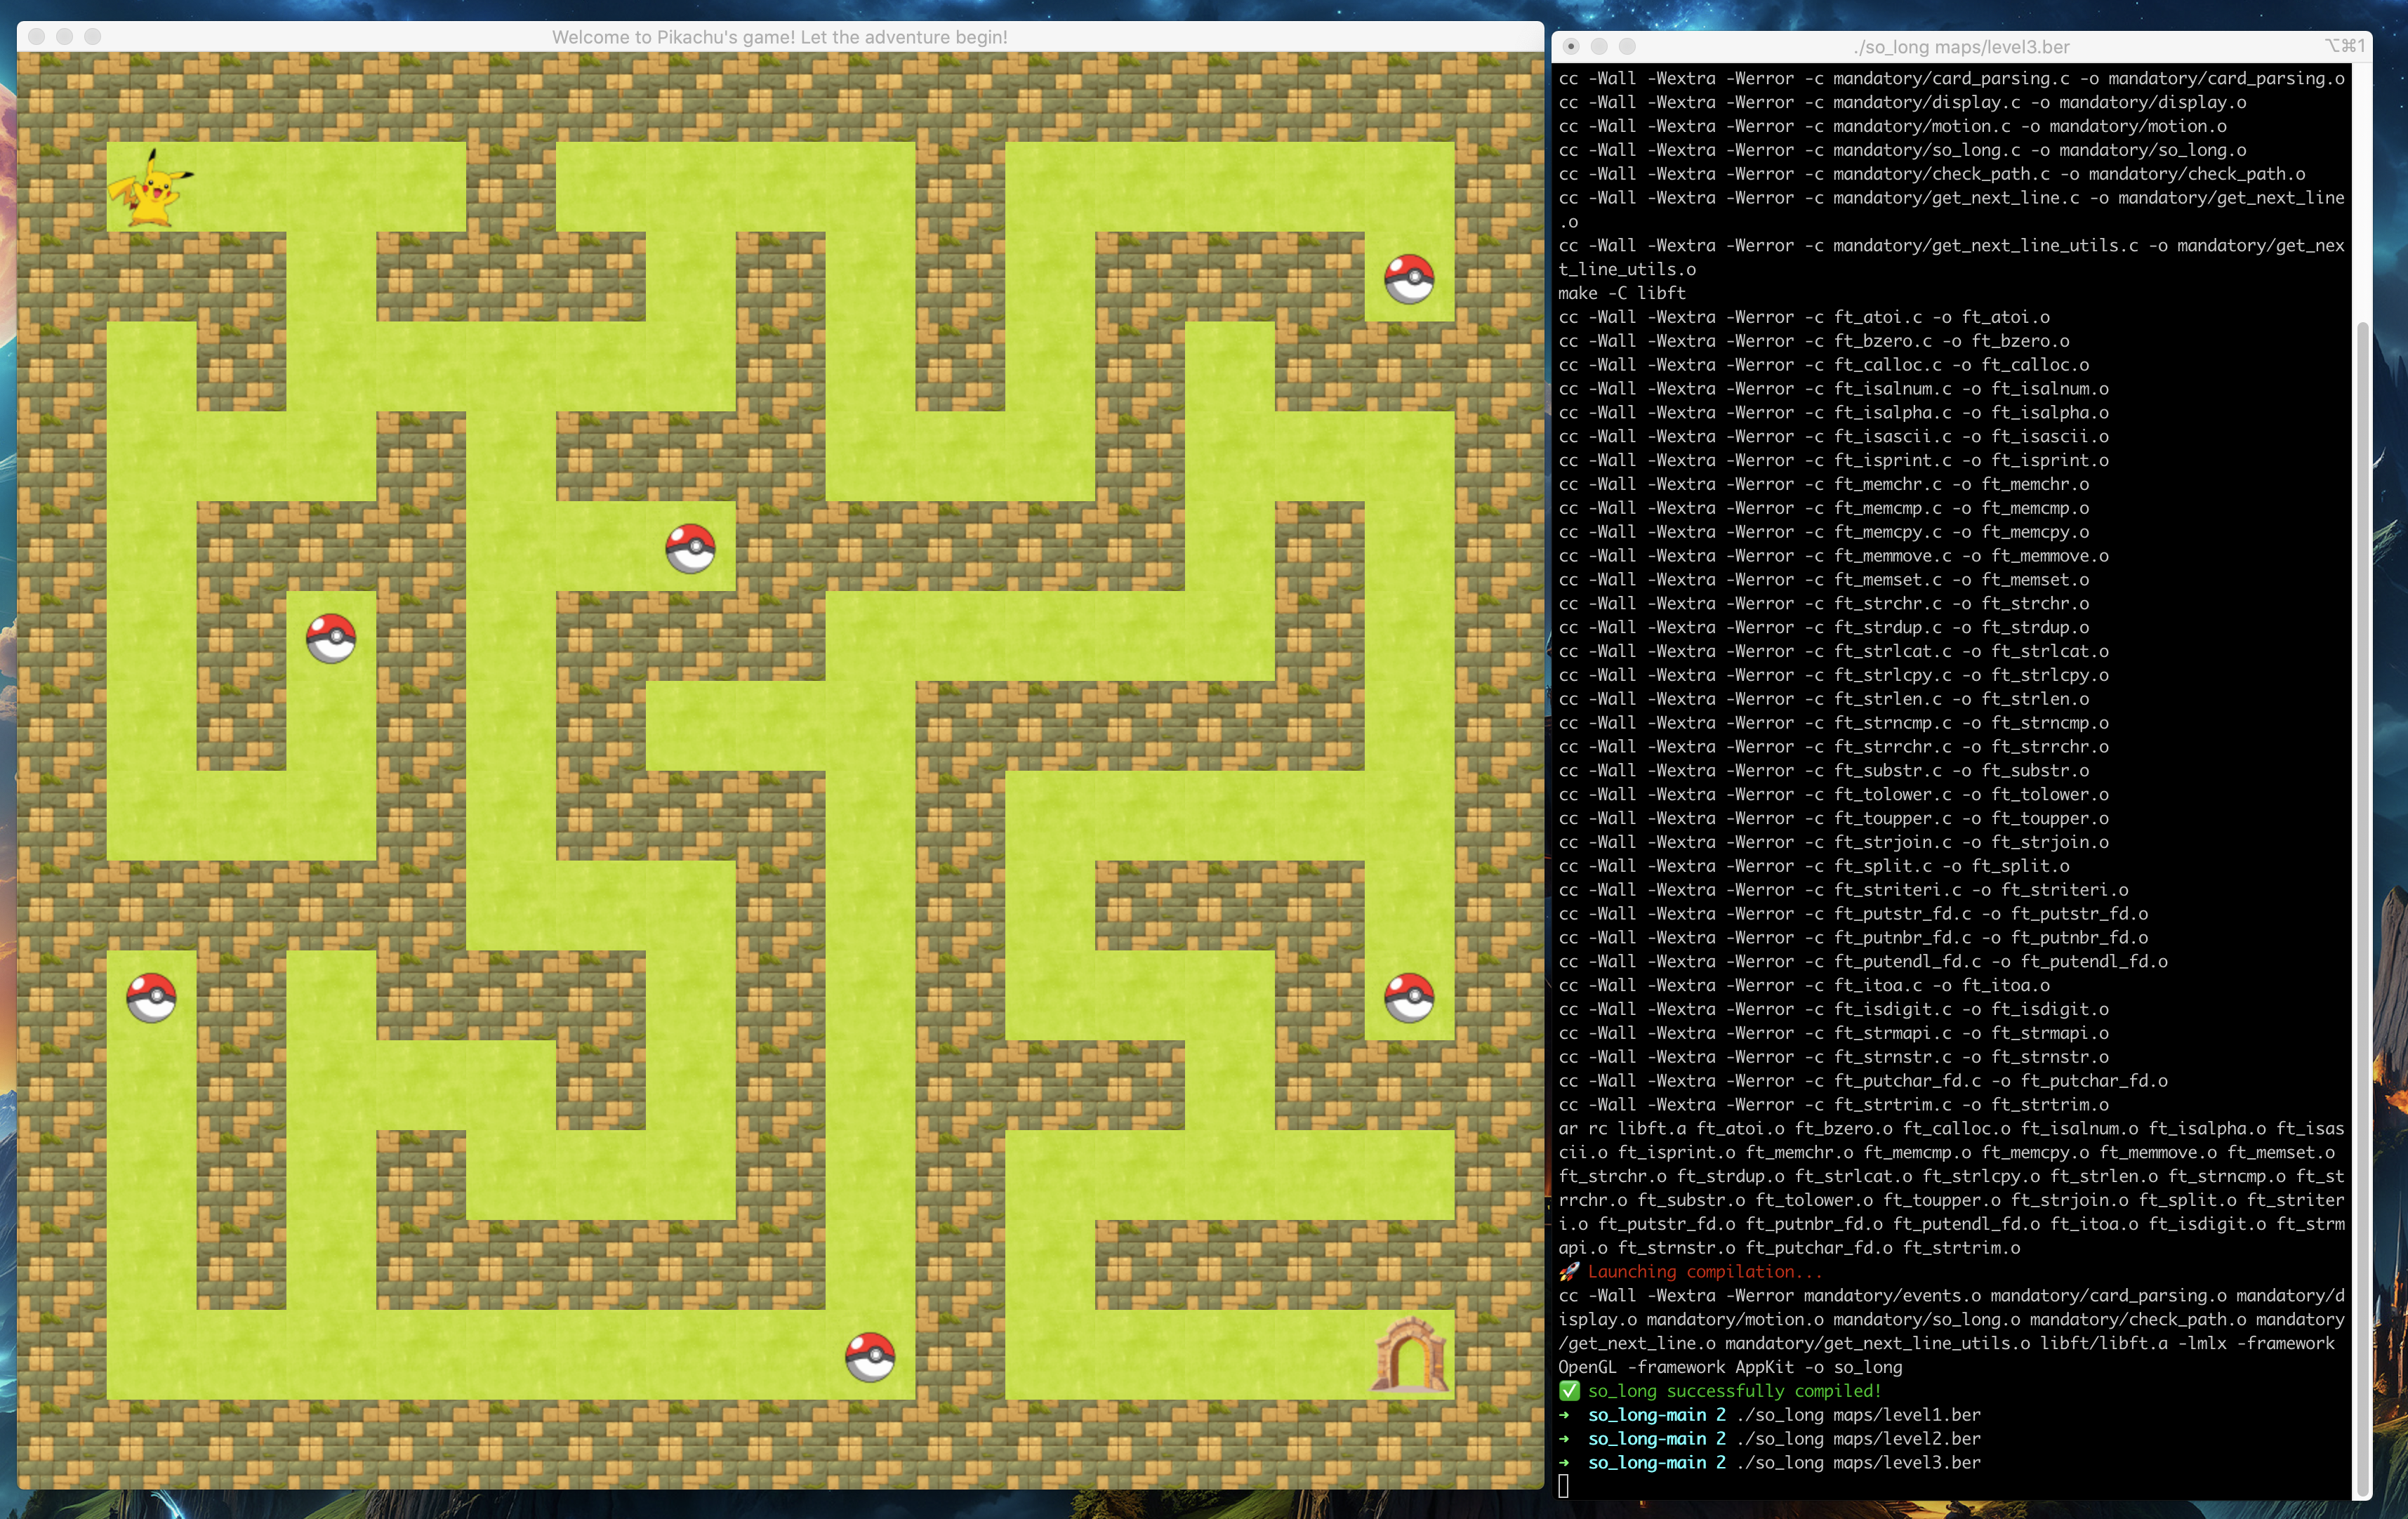 Welcome to Pikachu's game! Let the adventure begin!
./so_long maps/level3.ber
⌥⌘1
cc -Wall -Wextra -Werror -c mandatory/card_parsing.c -o mandatory/card_parsing.o
cc -Wall -Wextra -Werror -c mandatory/display.c -o mandatory/display.o
cc -Wall -Wextra -Werror -c mandatory/motion.c -o mandatory/motion.o
cc -Wall -Wextra -Werror -c mandatory/so_long.c -o mandatory/so_long.o
cc -Wall -Wextra -Werror -c mandatory/check_path.c -o mandatory/check_path.o
cc -Wall -Wextra -Werror -c mandatory/get_next_line.c -o mandatory/get_next_line
.o
cc -Wall -Wextra -Werror -c mandatory/get_next_line_utils.c -o mandatory/get_nex
t_line_utils.o
make -C libft
cc -Wall -Wextra -Werror -c ft_atoi.c -o ft_atoi.o
cc -Wall -Wextra -Werror -c ft_bzero.c -o ft_bzero.o
cc -Wall -Wextra -Werror -c ft_calloc.c -o ft_calloc.o
cc -Wall -Wextra -Werror -c ft_isalnum.c -o ft_isalnum.o
cc -Wall -Wextra -Werror -c ft_isalpha.c -o ft_isalpha.o
cc -Wall -Wextra -Werror -c ft_isascii.c -o ft_isascii.o
cc -Wall -Wextra -Werror -c ft_isprint.c -o ft_isprint.o
cc -Wall -Wextra -Werror -c ft_memchr.c -o ft_memchr.o
cc -Wall -Wextra -Werror -c ft_memcmp.c -o ft_memcmp.o
cc -Wall -Wextra -Werror -c ft_memcpy.c -o ft_memcpy.o
cc -Wall -Wextra -Werror -c ft_memmove.c -o ft_memmove.o
cc -Wall -Wextra -Werror -c ft_memset.c -o ft_memset.o
cc -Wall -Wextra -Werror -c ft_strchr.c -o ft_strchr.o
cc -Wall -Wextra -Werror -c ft_strdup.c -o ft_strdup.o
cc -Wall -Wextra -Werror -c ft_strlcat.c -o ft_strlcat.o
cc -Wall -Wextra -Werror -c ft_strlcpy.c -o ft_strlcpy.o
cc -Wall -Wextra -Werror -c ft_strlen.c -o ft_strlen.o
cc -Wall -Wextra -Werror -c ft_strncmp.c -o ft_strncmp.o
cc -Wall -Wextra -Werror -c ft_strrchr.c -o ft_strrchr.o
cc -Wall -Wextra -Werror -c ft_substr.c -o ft_substr.o
cc -Wall -Wextra -Werror -c ft_tolower.c -o ft_tolower.o
cc -Wall -Wextra -Werror -c ft_toupper.c -o ft_toupper.o
cc -Wall -Wextra -Werror -c ft_strjoin.c -o ft_strjoin.o
cc -Wall -Wextra -Werror -c ft_split.c -o ft_split.o
cc -Wall -Wextra -Werror -c ft_striteri.c -o ft_striteri.o
cc -Wall -Wextra -Werror -c ft_putstr_fd.c -o ft_putstr_fd.o
cc -Wall -Wextra -Werror -c ft_putnbr_fd.c -o ft_putnbr_fd.o
cc -Wall -Wextra -Werror -c ft_putendl_fd.c -o ft_putendl_fd.o
cc -Wall -Wextra -Werror -c ft_itoa.c -o ft_itoa.o
cc -Wall -Wextra -Werror -c ft_isdigit.c -o ft_isdigit.o
cc -Wall -Wextra -Werror -c ft_strmapi.c -o ft_strmapi.o
cc -Wall -Wextra -Werror -c ft_strnstr.c -o ft_strnstr.o
cc -Wall -Wextra -Werror -c ft_putchar_fd.c -o ft_putchar_fd.o
cc -Wall -Wextra -Werror -c ft_strtrim.c -o ft_strtrim.o
ar rc libft.a ft_atoi.o ft_bzero.o ft_calloc.o ft_isalnum.o ft_isalpha.o ft_isas
cii.o ft_isprint.o ft_memchr.o ft_memcmp.o ft_memcpy.o ft_memmove.o ft_memset.o
ft_strchr.o ft_strdup.o ft_strlcat.o ft_strlcpy.o ft_strlen.o ft_strncmp.o ft_st
rrchr.o ft_substr.o ft_tolower.o ft_toupper.o ft_strjoin.o ft_split.o ft_striter
i.o ft_putstr_fd.o ft_putnbr_fd.o ft_putendl_fd.o ft_itoa.o ft_isdigit.o ft_strm
api.o ft_strnstr.o ft_putchar_fd.o ft_strtrim.o
🚀 Launching compilation...
cc -Wall -Wextra -Werror mandatory/events.o mandatory/card_parsing.o mandatory/d
isplay.o mandatory/motion.o mandatory/so_long.o mandatory/check_path.o mandatory
/get_next_line.o mandatory/get_next_line_utils.o libft/libft.a -lmlx -framework
OpenGL -framework AppKit -o so_long
✅ so_long successfully compiled!
➜ so_long-main 2 ./so_long maps/level1.ber
➜ so_long-main 2 ./so_long maps/level2.ber
➜ so_long-main 2 ./so_long maps/level3.ber